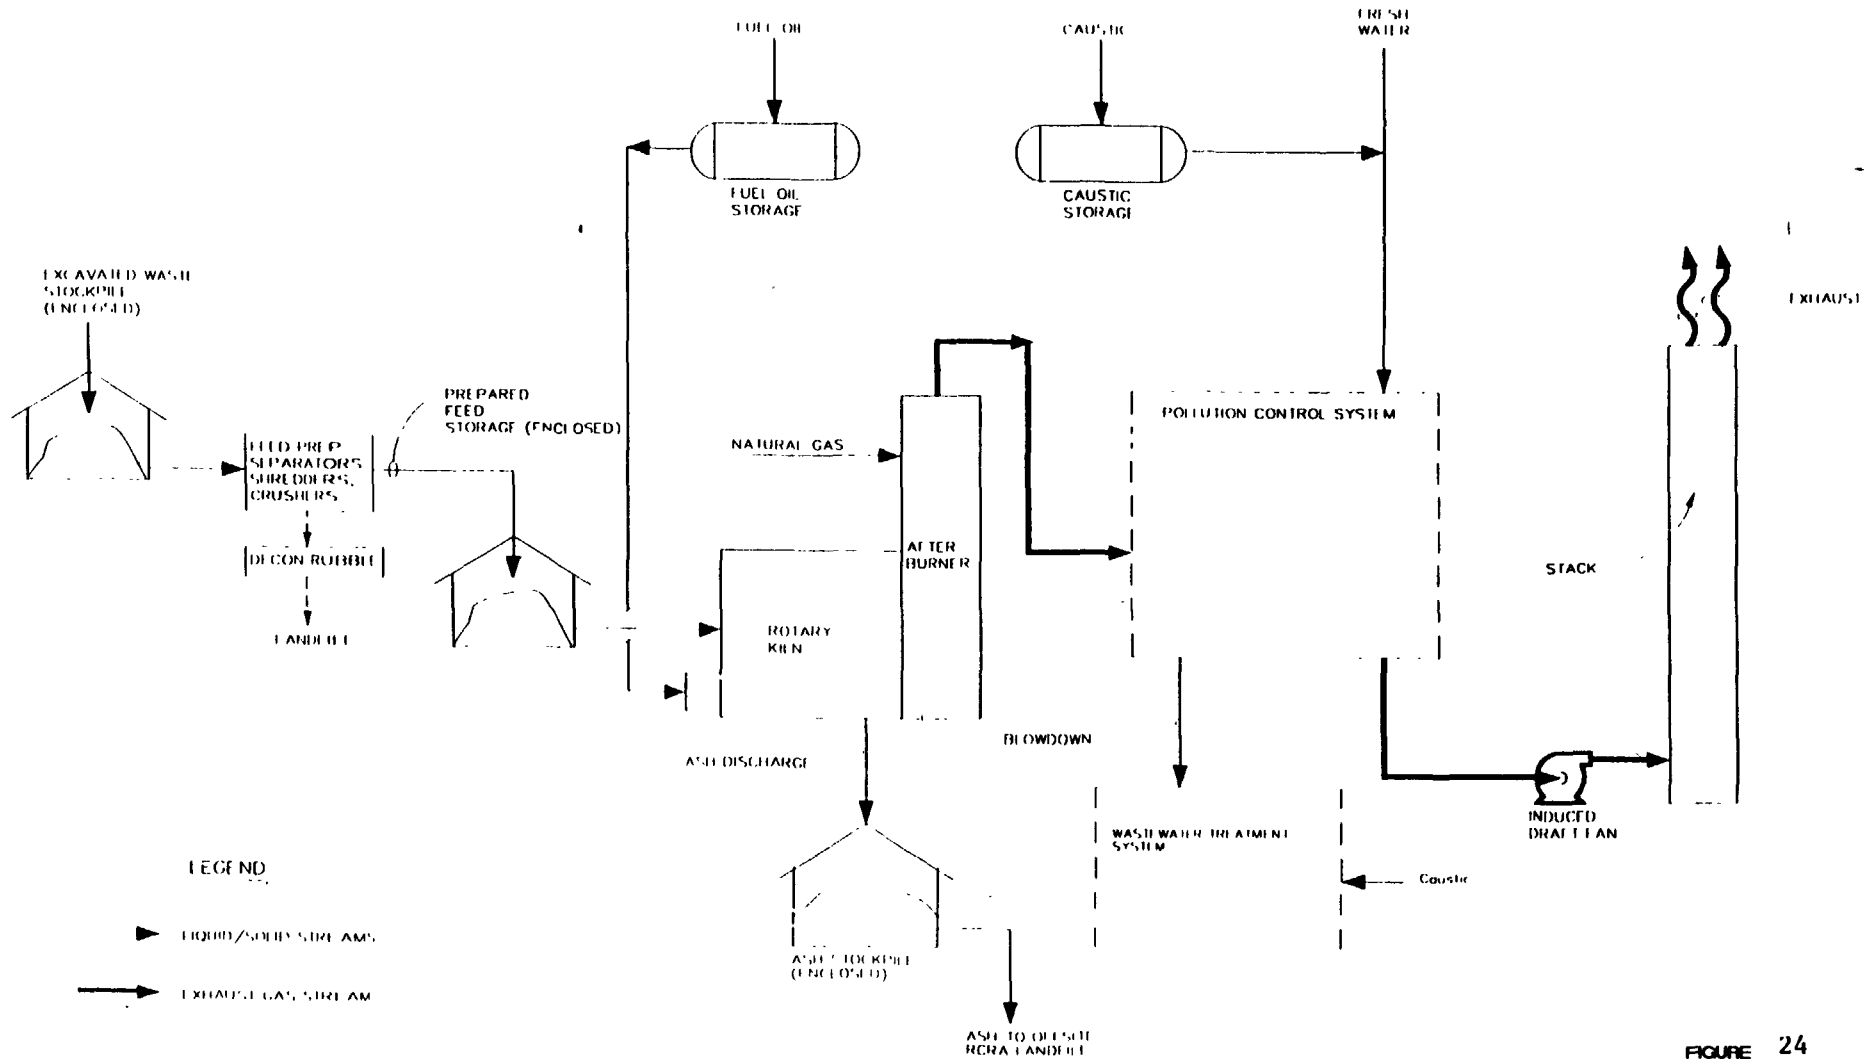 FUEL OIL
CAUSTIC
FRESH
WATER
FUEL OIL
STORAGE
CAUSTIC
STORAGE
EXCAVATED WASTE
STOCKPILE
(ENCLOSED)
EXHAUST
PREPARED
FEED
STORAGE (ENCLOSED)
POLLUTION CONTROL SYSTEM
NATURAL GAS
FEED PREP
SEPARATORS
SHREDDERS,
CRUSHERS
AFTER
BURNER
DECON RUBBLE
STACK
LANDFILL
ROTARY
KILN
BLOWDOWN
ASH DISCHARGE
INDUCED
DRAFT FAN
WASTEWATER TREATMENT
SYSTEM
LEGEND
Caustic
LIQUID/SOLID STREAMS
ASH STOCKPILE
(ENCLOSED)
EXHAUSE GAS STREAM
ASH TO OFFSITE
RCRA LANDFILL
FIGURE 24